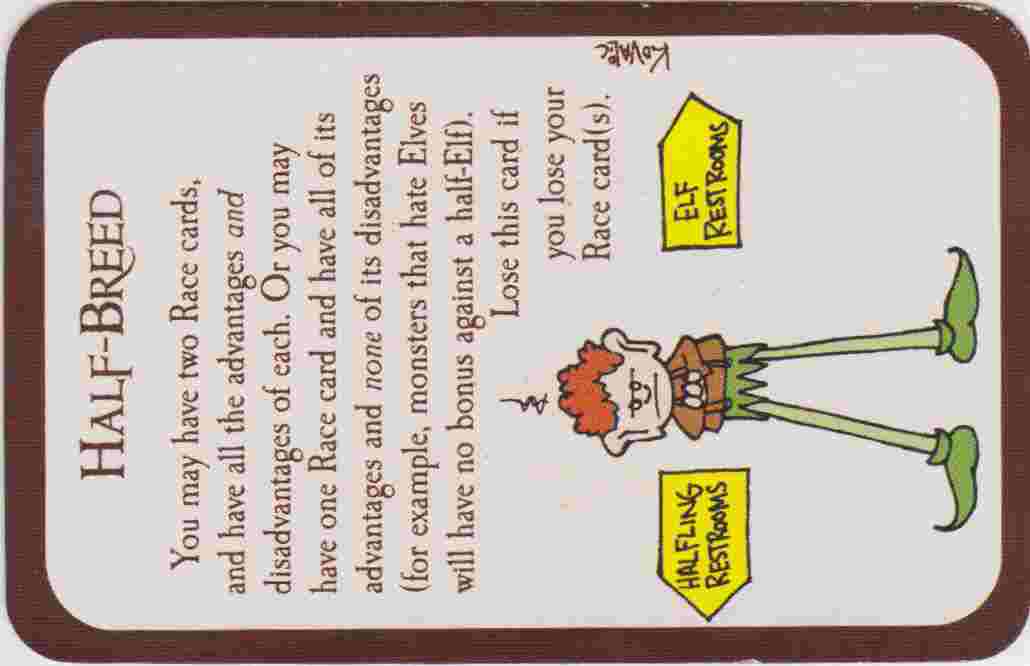 HALF-BREED
You may have two Race cards,
and have all the advantages and
disadvantages of each. Or you may
have one Race card and have all of its
advantages and none of its disadvantages
(for example, monsters that hate Elves
will have no bonus against a half-Elf).
Lose this card if
you lose your
Race card(s).
KOVALIC
HALFLING
RESTROOMS
ELF
RESTROOMS